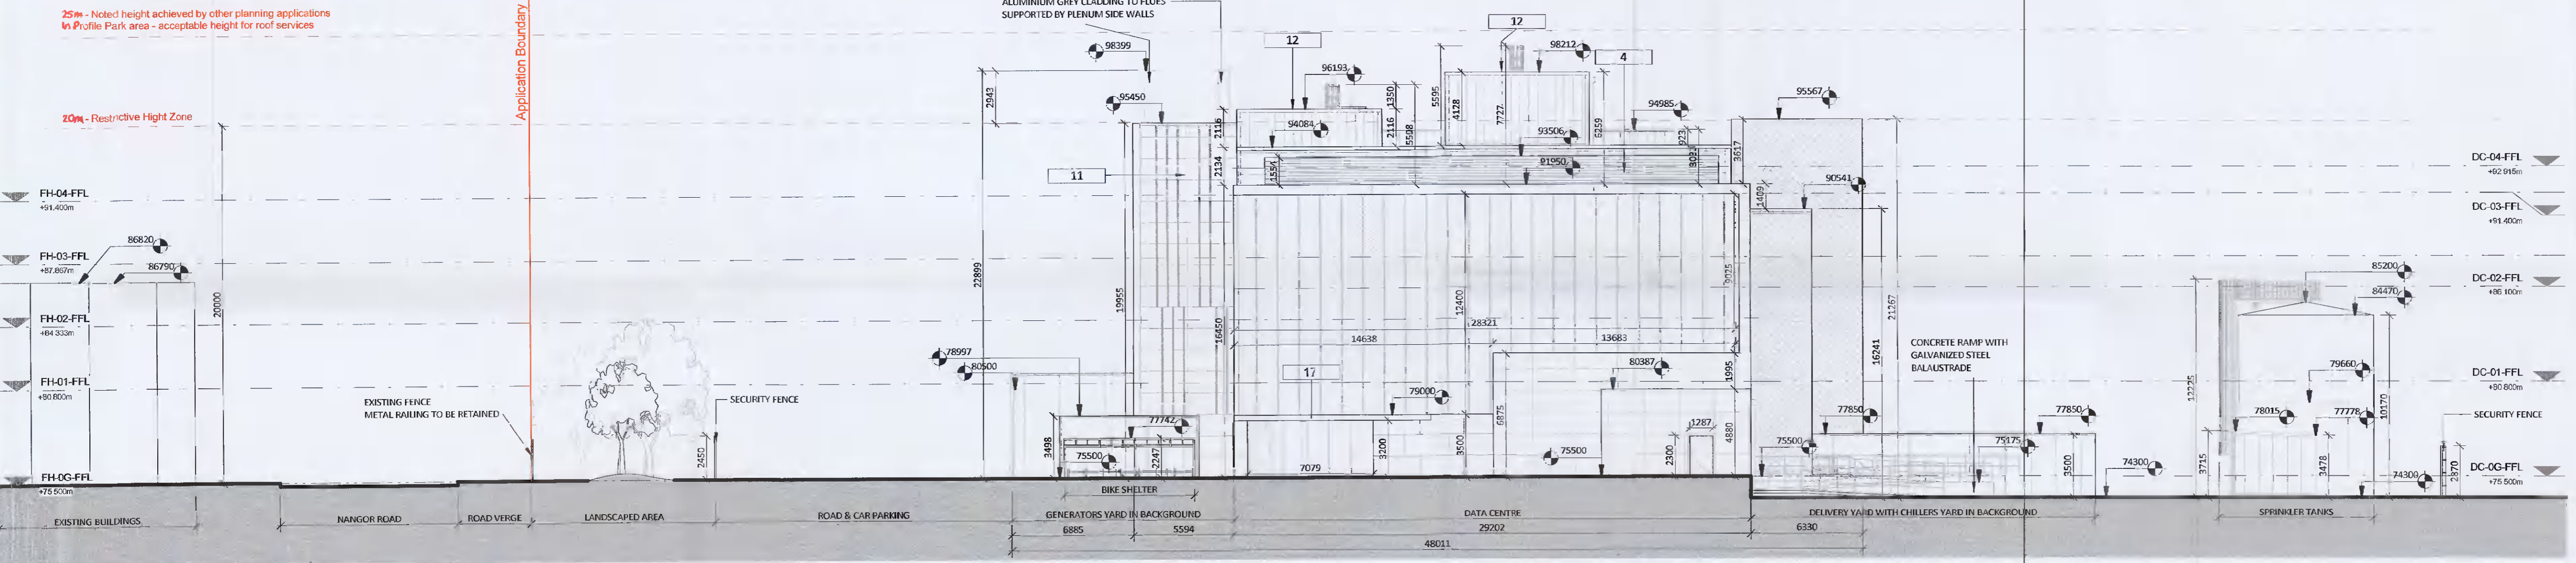 25m - Noted height achieved by other planning applications
In Profile Park area - acceptable height for roof services
20m - Restrictive Hight Zone
Application Boundary
ALUMINIUM GREY CLADDING TO FLUES
SUPPORTED BY PLENUM SIDE WALLS
FH-04-FFL
+91.400m
FH-03-FFL
+87.867m
FH-02-FFL
+84.333m
FH-01-FFL
+80.800m
FH-0G-FFL
+75.500m
86820
86790
20000
EXISTING FENCE
METAL RAILING TO BE RETAINED
SECURITY FENCE
2450
98399
2943
22899
95450
19955
11
2116
2134
16450
78997
80500
3498
77742
75500
2247
BIKE SHELTER
12
96193
1350
2116
5508
94084
1554
12
98212
4
5595
4128
7727
6259
94985
923
93506
91950
3617
95567
90541
1409
9025
12400
28321
14638
13683
17
79000
80387
1995
6875
3200
3500
7079
75500
2300
1287
4880
21267
16241
77850
75500
CONCRETE RAMP WITH
GALVANIZED STEEL
BALAUSTRADE
77850
75175
3500
74300
12225
85200
84470
79660
78015
77778
10170
3715
3478
74300
2870
SECURITY FENCE
DC-04-FFL
+92.915m
DC-03-FFL
+91.400m
DC-02-FFL
+86.100m
DC-01-FFL
+80.800m
DC-0G-FFL
+75.500m
EXISTING BUILDINGS
NANGOR ROAD
ROAD VERGE
LANDSCAPED AREA
ROAD & CAR PARKING
GENERATORS YARD IN BACKGROUND
DATA CENTRE
DELIVERY YARD WITH CHILLERS YARD IN BACKGROUND
SPRINKLER TANKS
6885
5594
29202
6330
48011